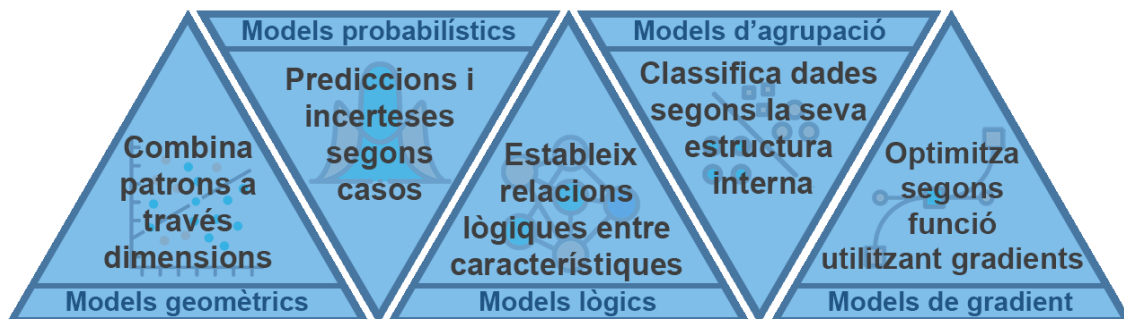 Combina
patrons a
través
dimensions
Models geomètrics
Models probabilístics
Prediccions i
incerteses
segons
casos
Estableix
relacions
lògiques entre
característiques
Models lògics
Models d’agrupació
Classifica dades
segons la seva
estructura
interna
Optimitza
segons
funció
utilitzant gradients
Models de gradient